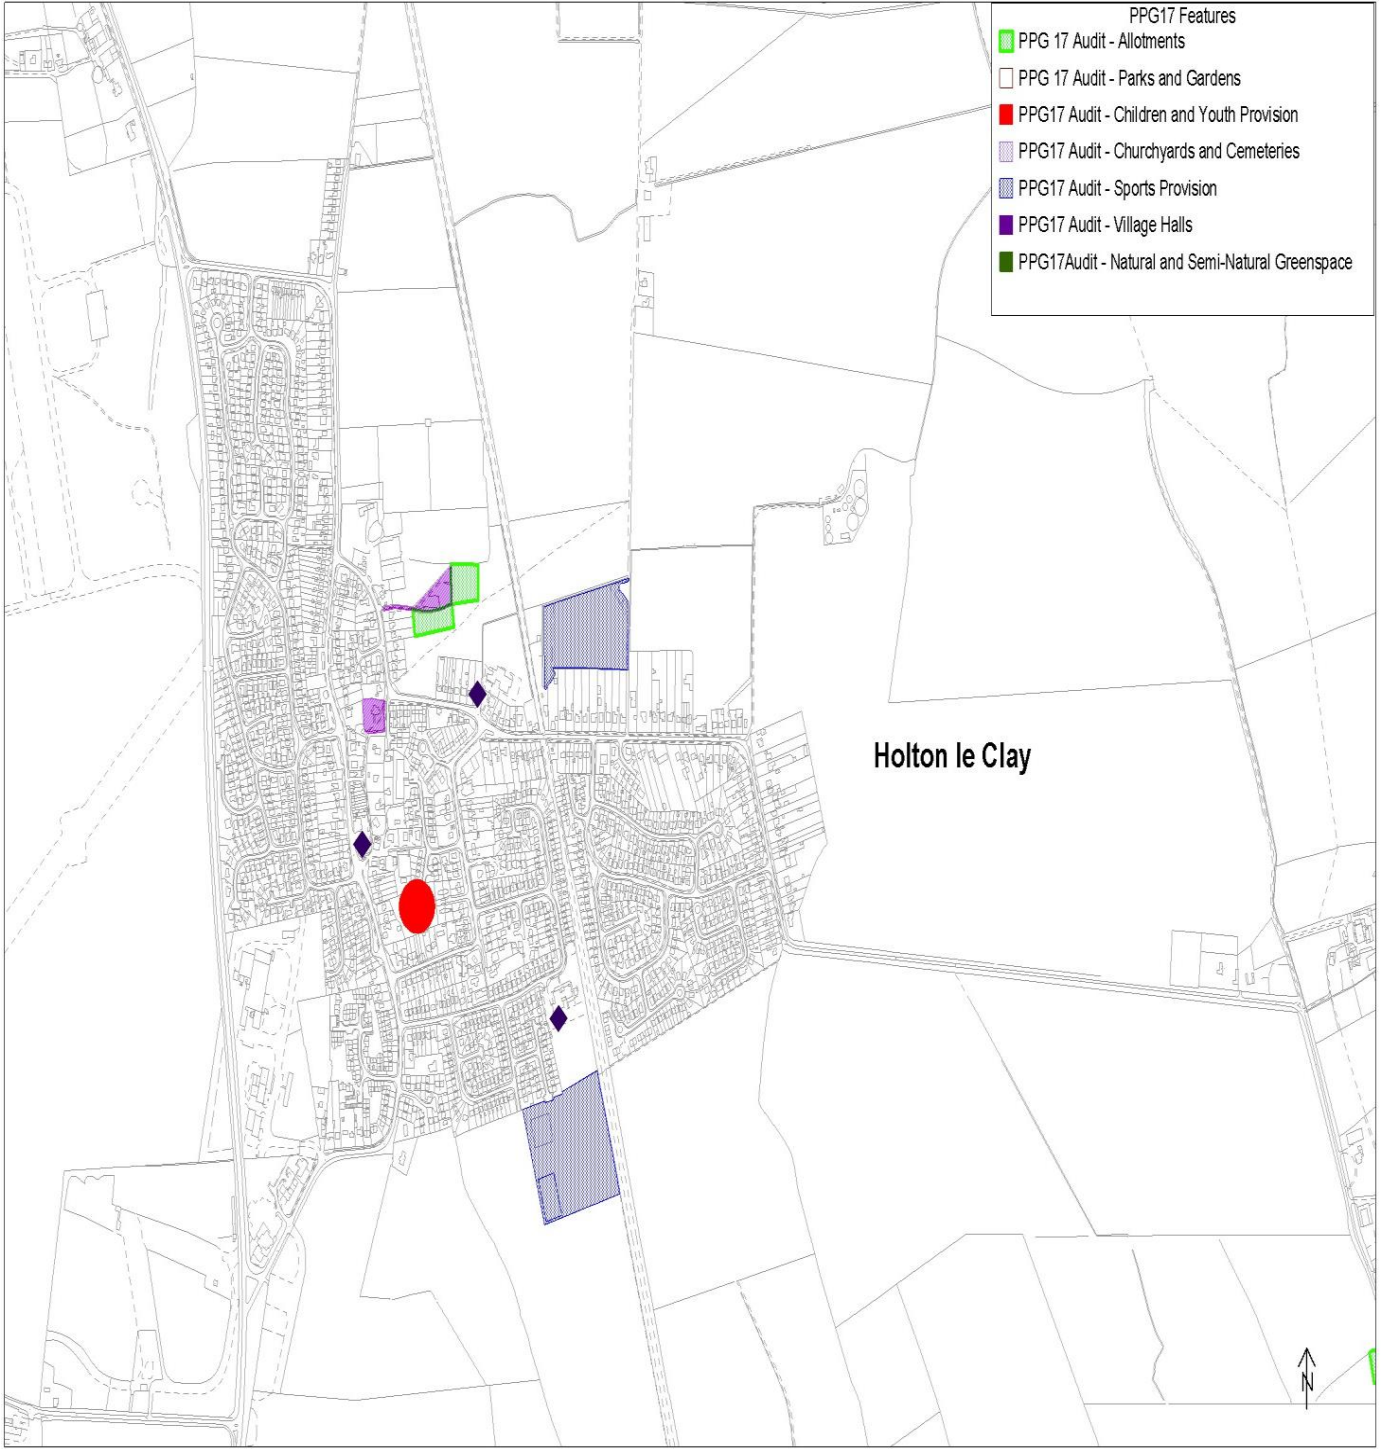 PPG17 Features
PPG 17 Audit - Allotments
PPG 17 Audit - Parks and Gardens
PPG17 Audit - Children and Youth Provision
PPG17 Audit - Churchyards and Cemeteries
PPG17 Audit - Sports Provision
PPG17 Audit - Village Halls
PPG17Audit - Natural and Semi-Natural Greenspace
Holton le Clay
N